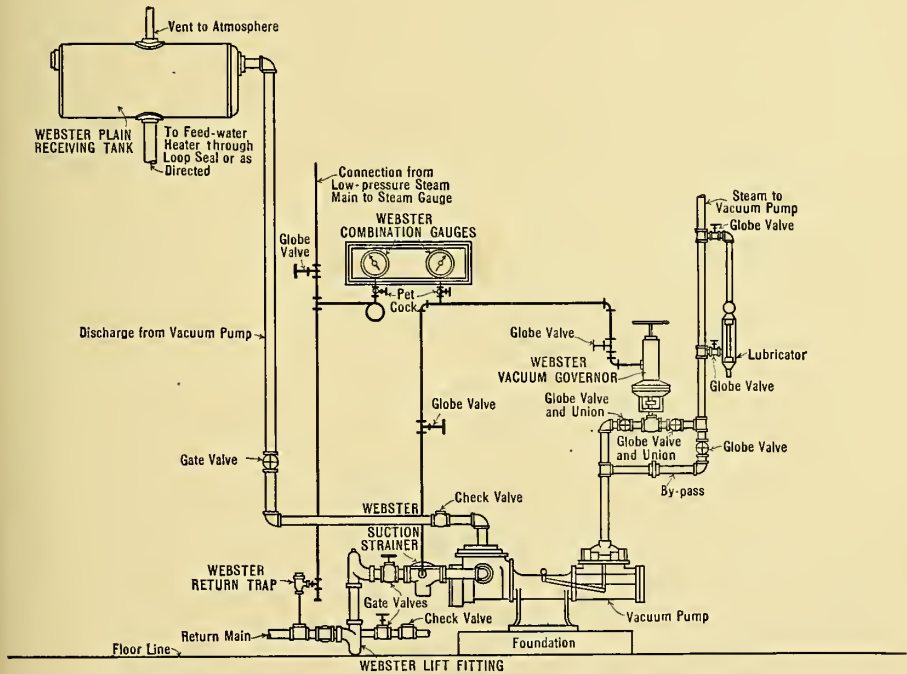 Vent to Atmosphere
WEBSTER PLAIN
RECEIVING TANK
To Feed-water
Heater through
Loop Seal or as
Directed
Connection from
Low-pressure Steam
Main to Steam Gauge
WEBSTER
COMBINATION GAUGES
Globe
Valve
Pet
Cock
Steam to
Vacuum Pump
Globe Valve
Discharge from Vacuum Pump
Globe Valve
WEBSTER
VACUUM GOVERNOR
Lubricator
Globe Valve
Globe Valve
and Union
Globe Valve
Globe Valve
and Union
Globe Valve
By-pass
Gate Valve
Check Valve
WEBSTER
SUCTION
STRAINER
WEBSTER
RETURN TRAP
Gate Valves
Check Valve
Vacuum Pump
Return Main
Foundation
Floor Line
WEBSTER LIFT FITTING